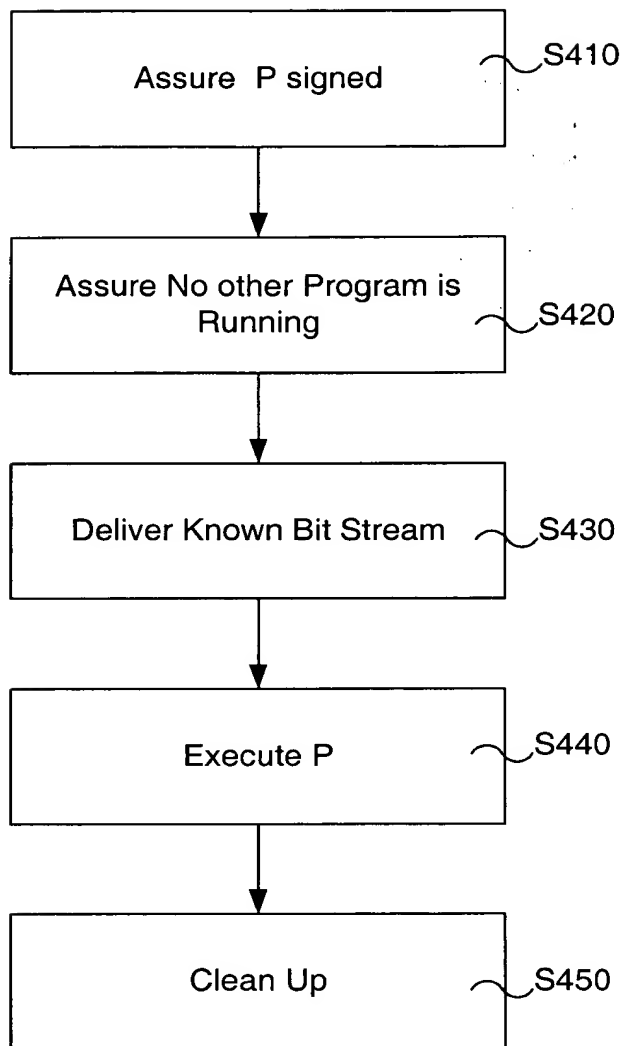 Assure P signed
S410
Assure No other Program is
Running
S420
Deliver Known Bit Stream
S430
Execute P
S440
Clean Up
S450